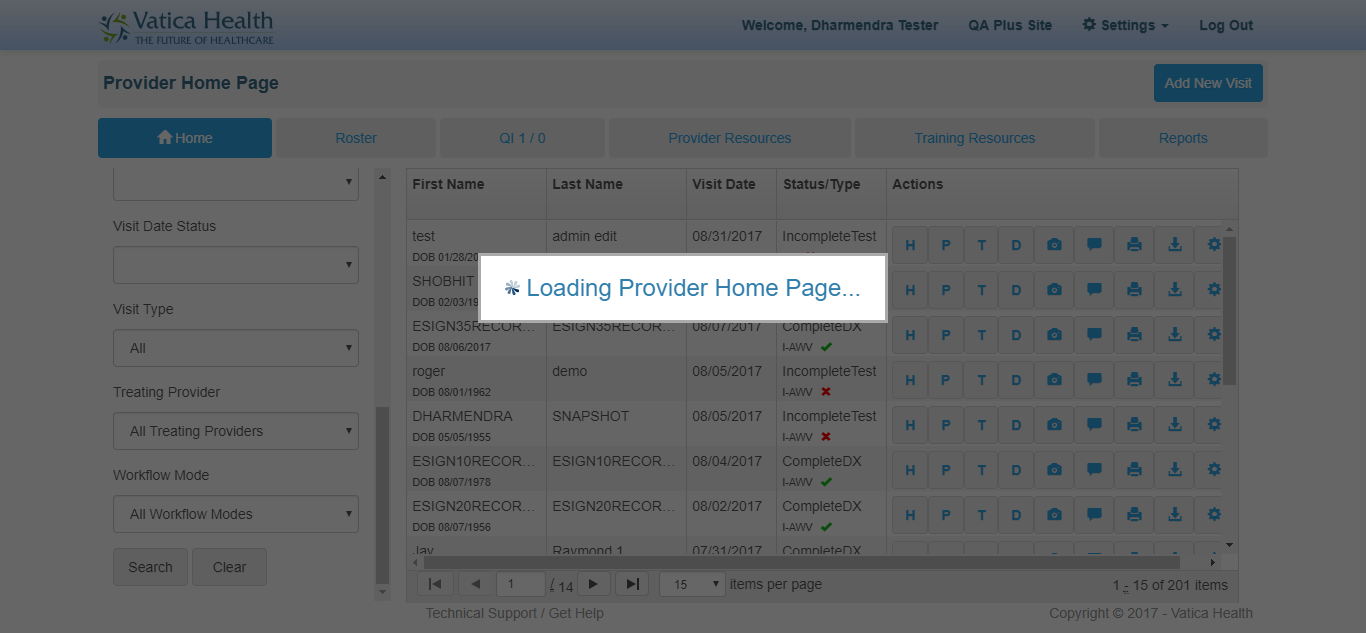 Vatica Health
THE FUTURE OF HEALTHCARE
Welcome, Dharmendra Tester QA Plus Site Settings Log Out
Provider Home Page Add New Visit
Home Roster QI 1 / 0 Provider Resources Training Resources Reports
Visit Date Status
Visit Type
All
Treating Provider
All Treating Providers
Workflow Mode
All Workflow Modes
Search Clear
First Name Last Name Visit Date Status/Type Actions
test admin edit 08/31/2017 IncompleteTest H P T D
DOB 01/28/20
SHOBHIT H P T D
DOB 02/03/19
Loading Provider Home Page...
ESIGN35RECOR... ESIGN35RECOR... 08/07/2017 CompleteDX H P T D
DOB 08/06/2017 I-AWV
roger demo 08/05/2017 IncompleteTest H P T D
DOB 08/01/1962 I-AWV
DHARMENDRA SNAPSHOT 08/05/2017 IncompleteTest H P T D
DOB 05/05/1955 I-AWV
ESIGN10RECOR... ESIGN10RECOR... 08/04/2017 CompleteDX H P T D
DOB 08/07/1978 I-AWV
ESIGN20RECOR... ESIGN20RECOR... 08/02/2017 CompleteDX H P T D
DOB 08/07/1956 I-AWV
Jay Raymond 1 07/31/2017 CompleteDX
1 / 14 15 items per page 1 - 15 of 201 items
Technical Support / Get Help Copyright © 2017 - Vatica Health